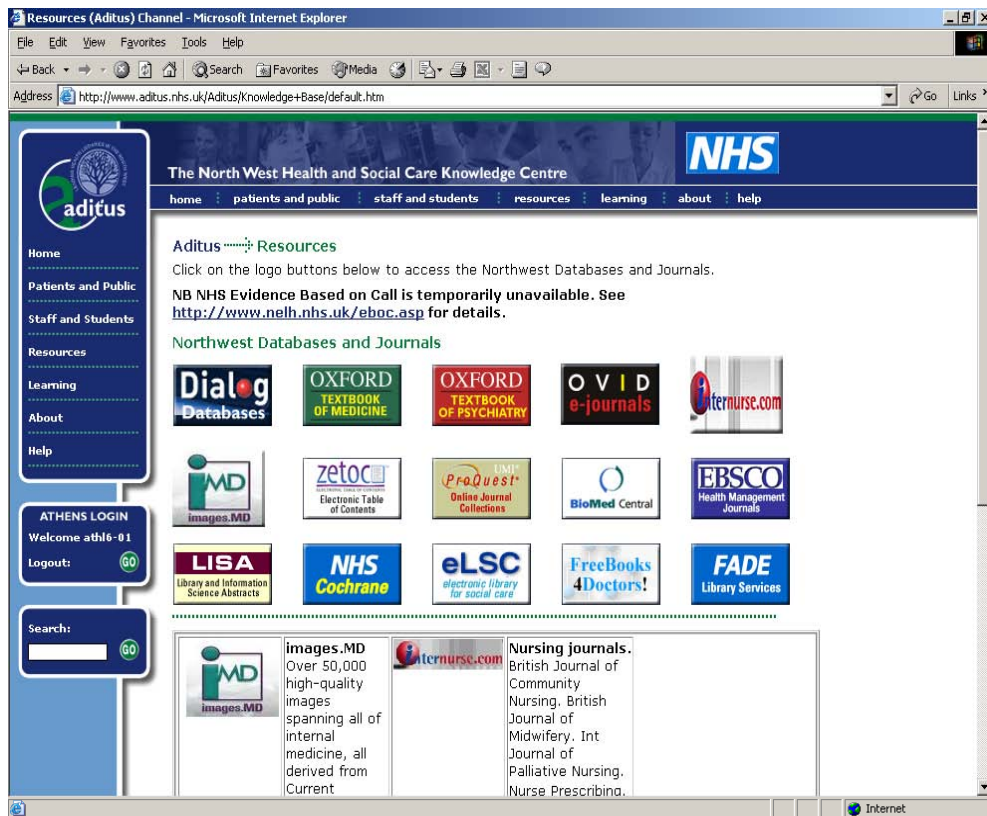 Resources (Aditus) Channel - Microsoft Internet Explorer
File Edit View Favorites Tools Help
Back Search Favorites Media
Address http://www.aditus.nhs.uk/Aditus/Knowledge+Base/default.htm Go Links
aditus
The North West Health and Social Care Knowledge Centre
NHS
home patients and public staff and students resources learning about help
Home
Patients and Public
Staff and Students
Resources
Learning
About
Help
ATHENS LOGIN
Welcome athl6-01
Logout: GO
Search:
GO
Aditus Resources
Click on the logo buttons below to access the Northwest Databases and Journals.
NB NHS Evidence Based on Call is temporarily unavailable. See
http://www.nelh.nhs.uk/eboc.asp for details.
Northwest Databases and Journals
Dialog
Databases
OXFORD
TEXTBOOK
OF MEDICINE
OXFORD
TEXTBOOK
OF PSYCHIATRY
OVID
e-journals
internurse.com
iMD
images.MD
zetoc
Electronic Table
of Contents
UMI
ProQuest
Online Journal
Collections
BioMed Central
EBSCO
Health Management
Journals
LISA
Library and Information
Science Abstracts
NHS
Cochrane
eLSC
electronic library
for social care
FreeBooks
4Doctors!
FADE
Library Services
iMD
images.MD
images.MD
Over 50,000
high-quality
images
spanning all of
internal
medicine, all
derived from
Current
internurse.com
Nursing journals.
British Journal of
Community
Nursing. British
Journal of
Midwifery. Int
Journal of
Palliative Nursing.
Nurse Prescribing.
Internet